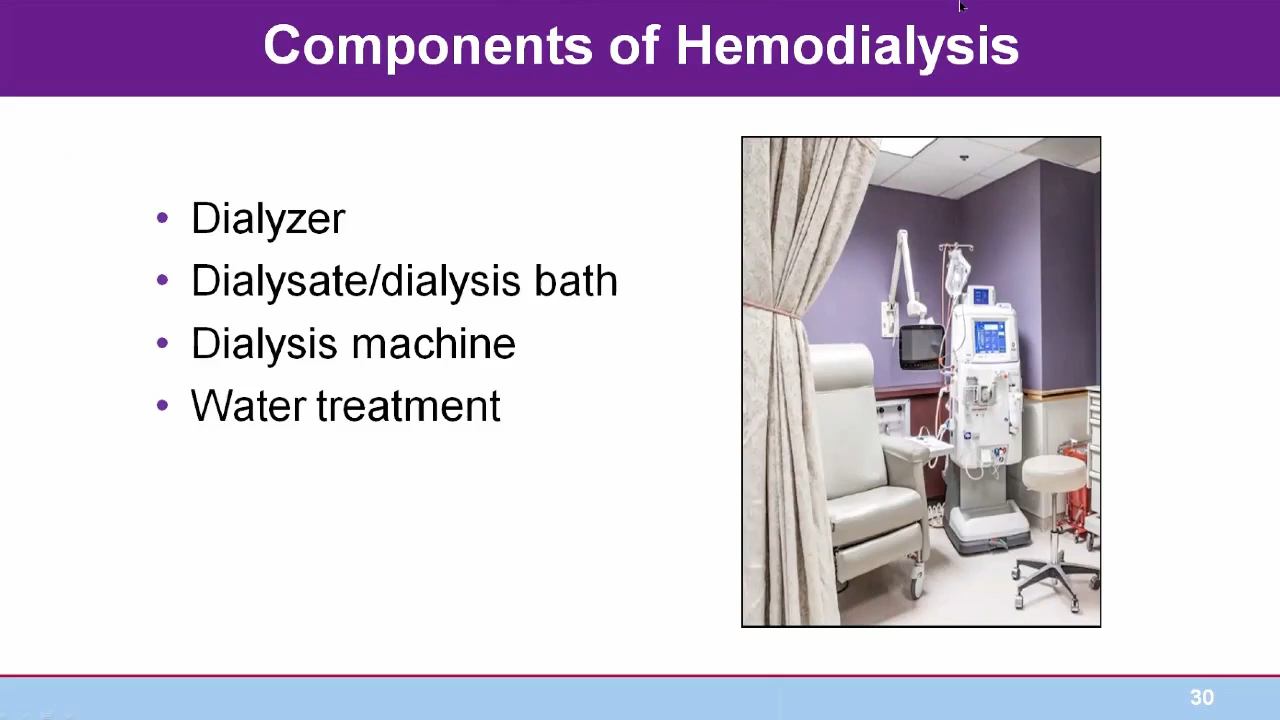 Components of Hemodialysis
• Dialyzer
• Dialysate/dialysis bath
• Dialysis machine
• Water treatment
30